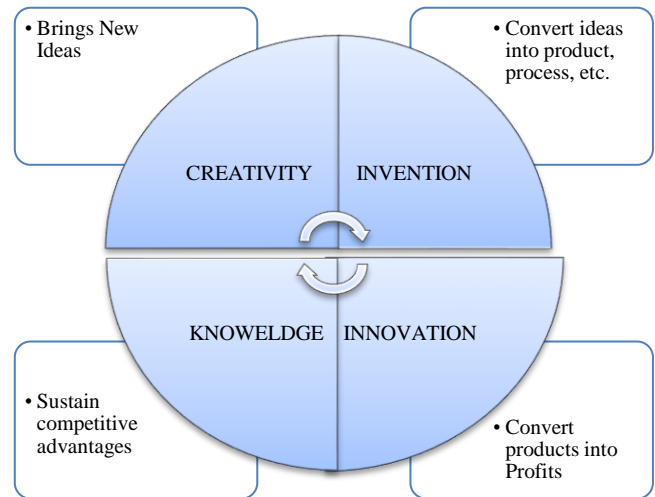 • Brings New
Ideas
• Convert ideas
into product,
process, etc.
CREATIVITY
INVENTION
KNOWELDGE
INNOVATION
• Sustain
competitive
advantages
• Convert
products into
Profits